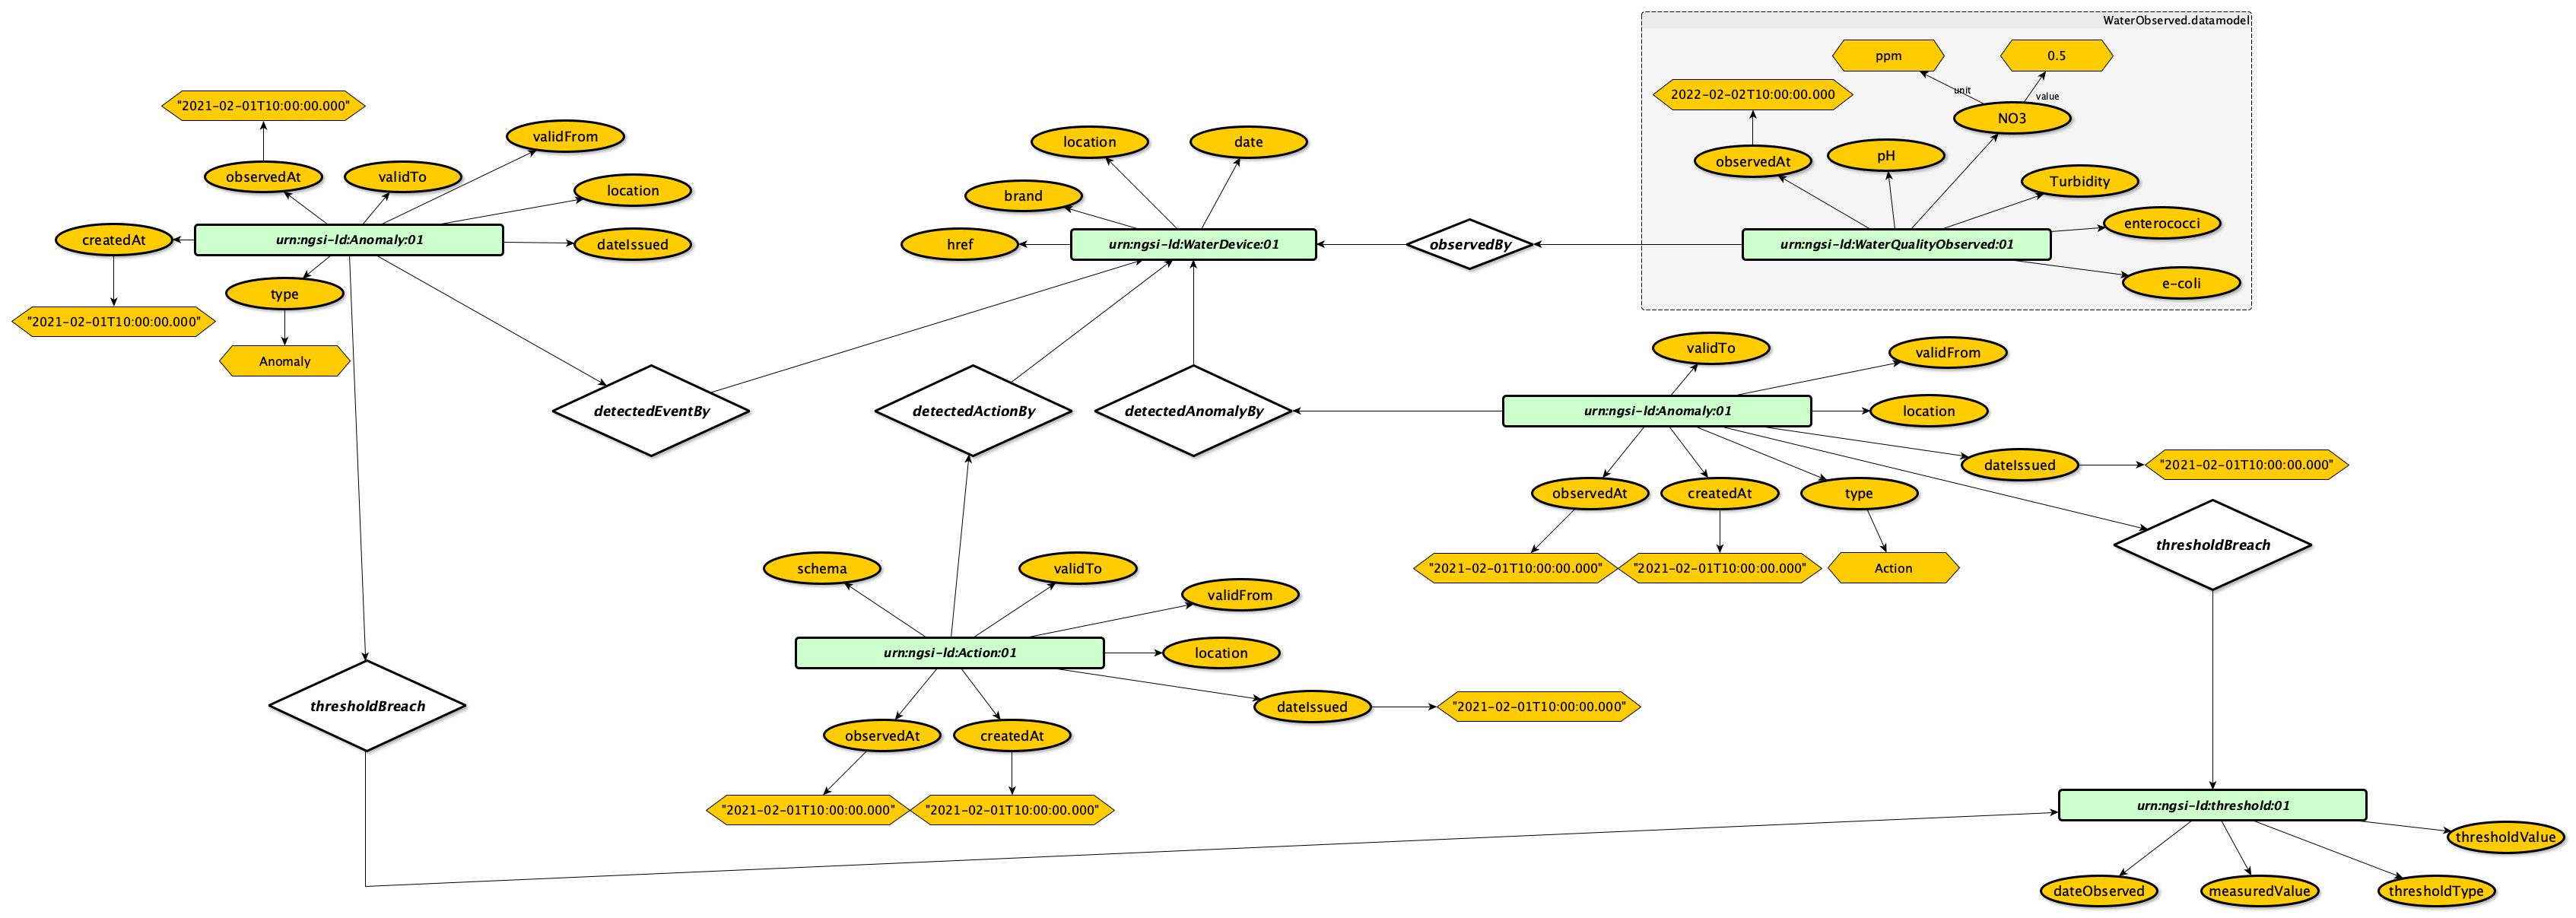 WaterObserved.datamodel
ppm
0.5
unit
value
NO3
2022-02-02T10:00:00.000
observedAt
pH
Turbidity
enterococci
e-coli
urn:ngsi-ld:WaterQualityObserved:01
observedBy
location
date
brand
href
urn:ngsi-ld:WaterDevice:01
"2021-02-01T10:00:00.000"
observedAt
validTo
validFrom
location
dateIssued
createdAt
urn:ngsi-ld:Anomaly:01
type
"2021-02-01T10:00:00.000"
Anomaly
detectedEventBy
detectedActionBy
detectedAnomalyBy
validTo
validFrom
urn:ngsi-ld:Anomaly:01
location
dateIssued
"2021-02-01T10:00:00.000"
observedAt
createdAt
type
"2021-02-01T10:00:00.000"
"2021-02-01T10:00:00.000"
Action
thresholdBreach
schema
validTo
validFrom
urn:ngsi-ld:Action:01
location
dateIssued
"2021-02-01T10:00:00.000"
observedAt
createdAt
"2021-02-01T10:00:00.000"
"2021-02-01T10:00:00.000"
thresholdBreach
urn:ngsi-ld:threshold:01
thresholdValue
dateObserved
measuredValue
thresholdType